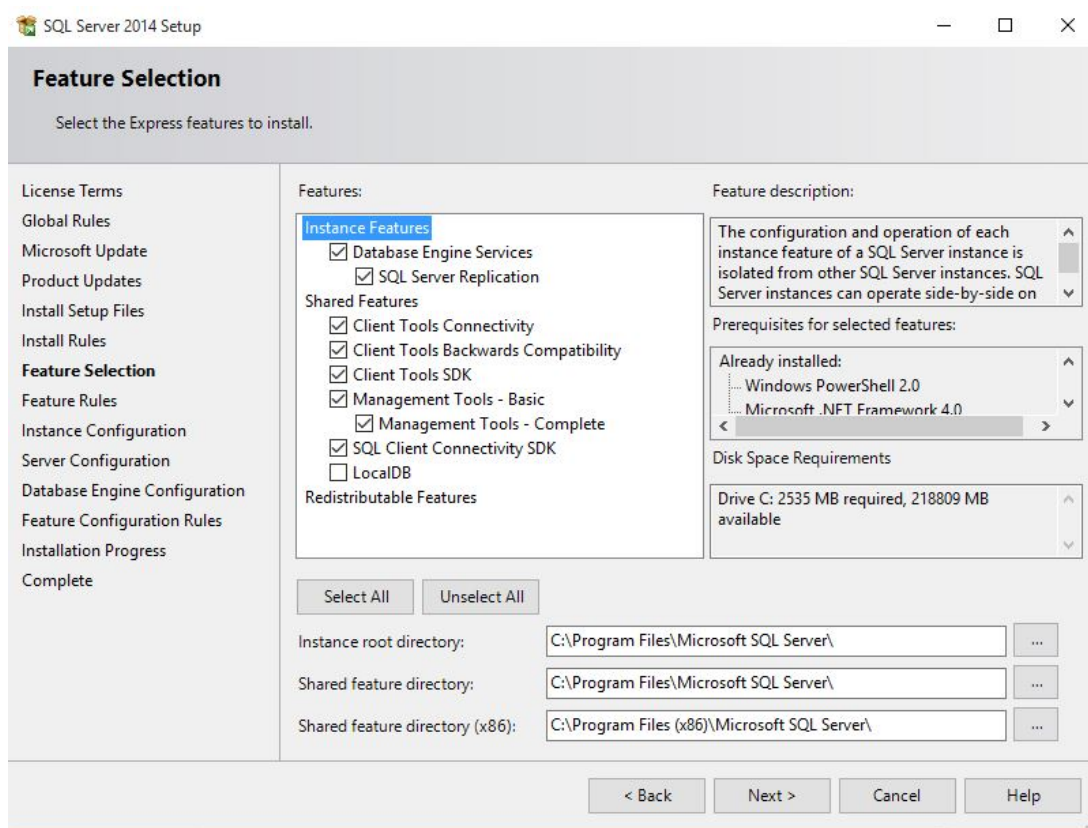 SQL Server 2014 Setup
Feature Selection
Select the Express features to install.
License Terms
Global Rules
Microsoft Update
Product Updates
Install Setup Files
Install Rules
Feature Selection
Feature Rules
Instance Configuration
Server Configuration
Database Engine Configuration
Feature Configuration Rules
Installation Progress
Complete
Features:
Instance Features
Database Engine Services
SQL Server Replication
Shared Features
Client Tools Connectivity
Client Tools Backwards Compatibility
Client Tools SDK
Management Tools - Basic
Management Tools - Complete
SQL Client Connectivity SDK
LocalDB
Redistributable Features
Feature description:
The configuration and operation of each
instance feature of a SQL Server instance is
isolated from other SQL Server instances. SQL
Server instances can operate side-by-side on
Prerequisites for selected features:
Already installed:
Windows PowerShell 2.0
Microsoft .NET Framework 4.0
Disk Space Requirements
Drive C: 2535 MB required, 218809 MB
available
Select All
Unselect All
Instance root directory:
C:\Program Files\Microsoft SQL Server\
...
Shared feature directory:
C:\Program Files\Microsoft SQL Server\
...
Shared feature directory (x86):
C:\Program Files (x86)\Microsoft SQL Server\
...
< Back
Next >
Cancel
Help